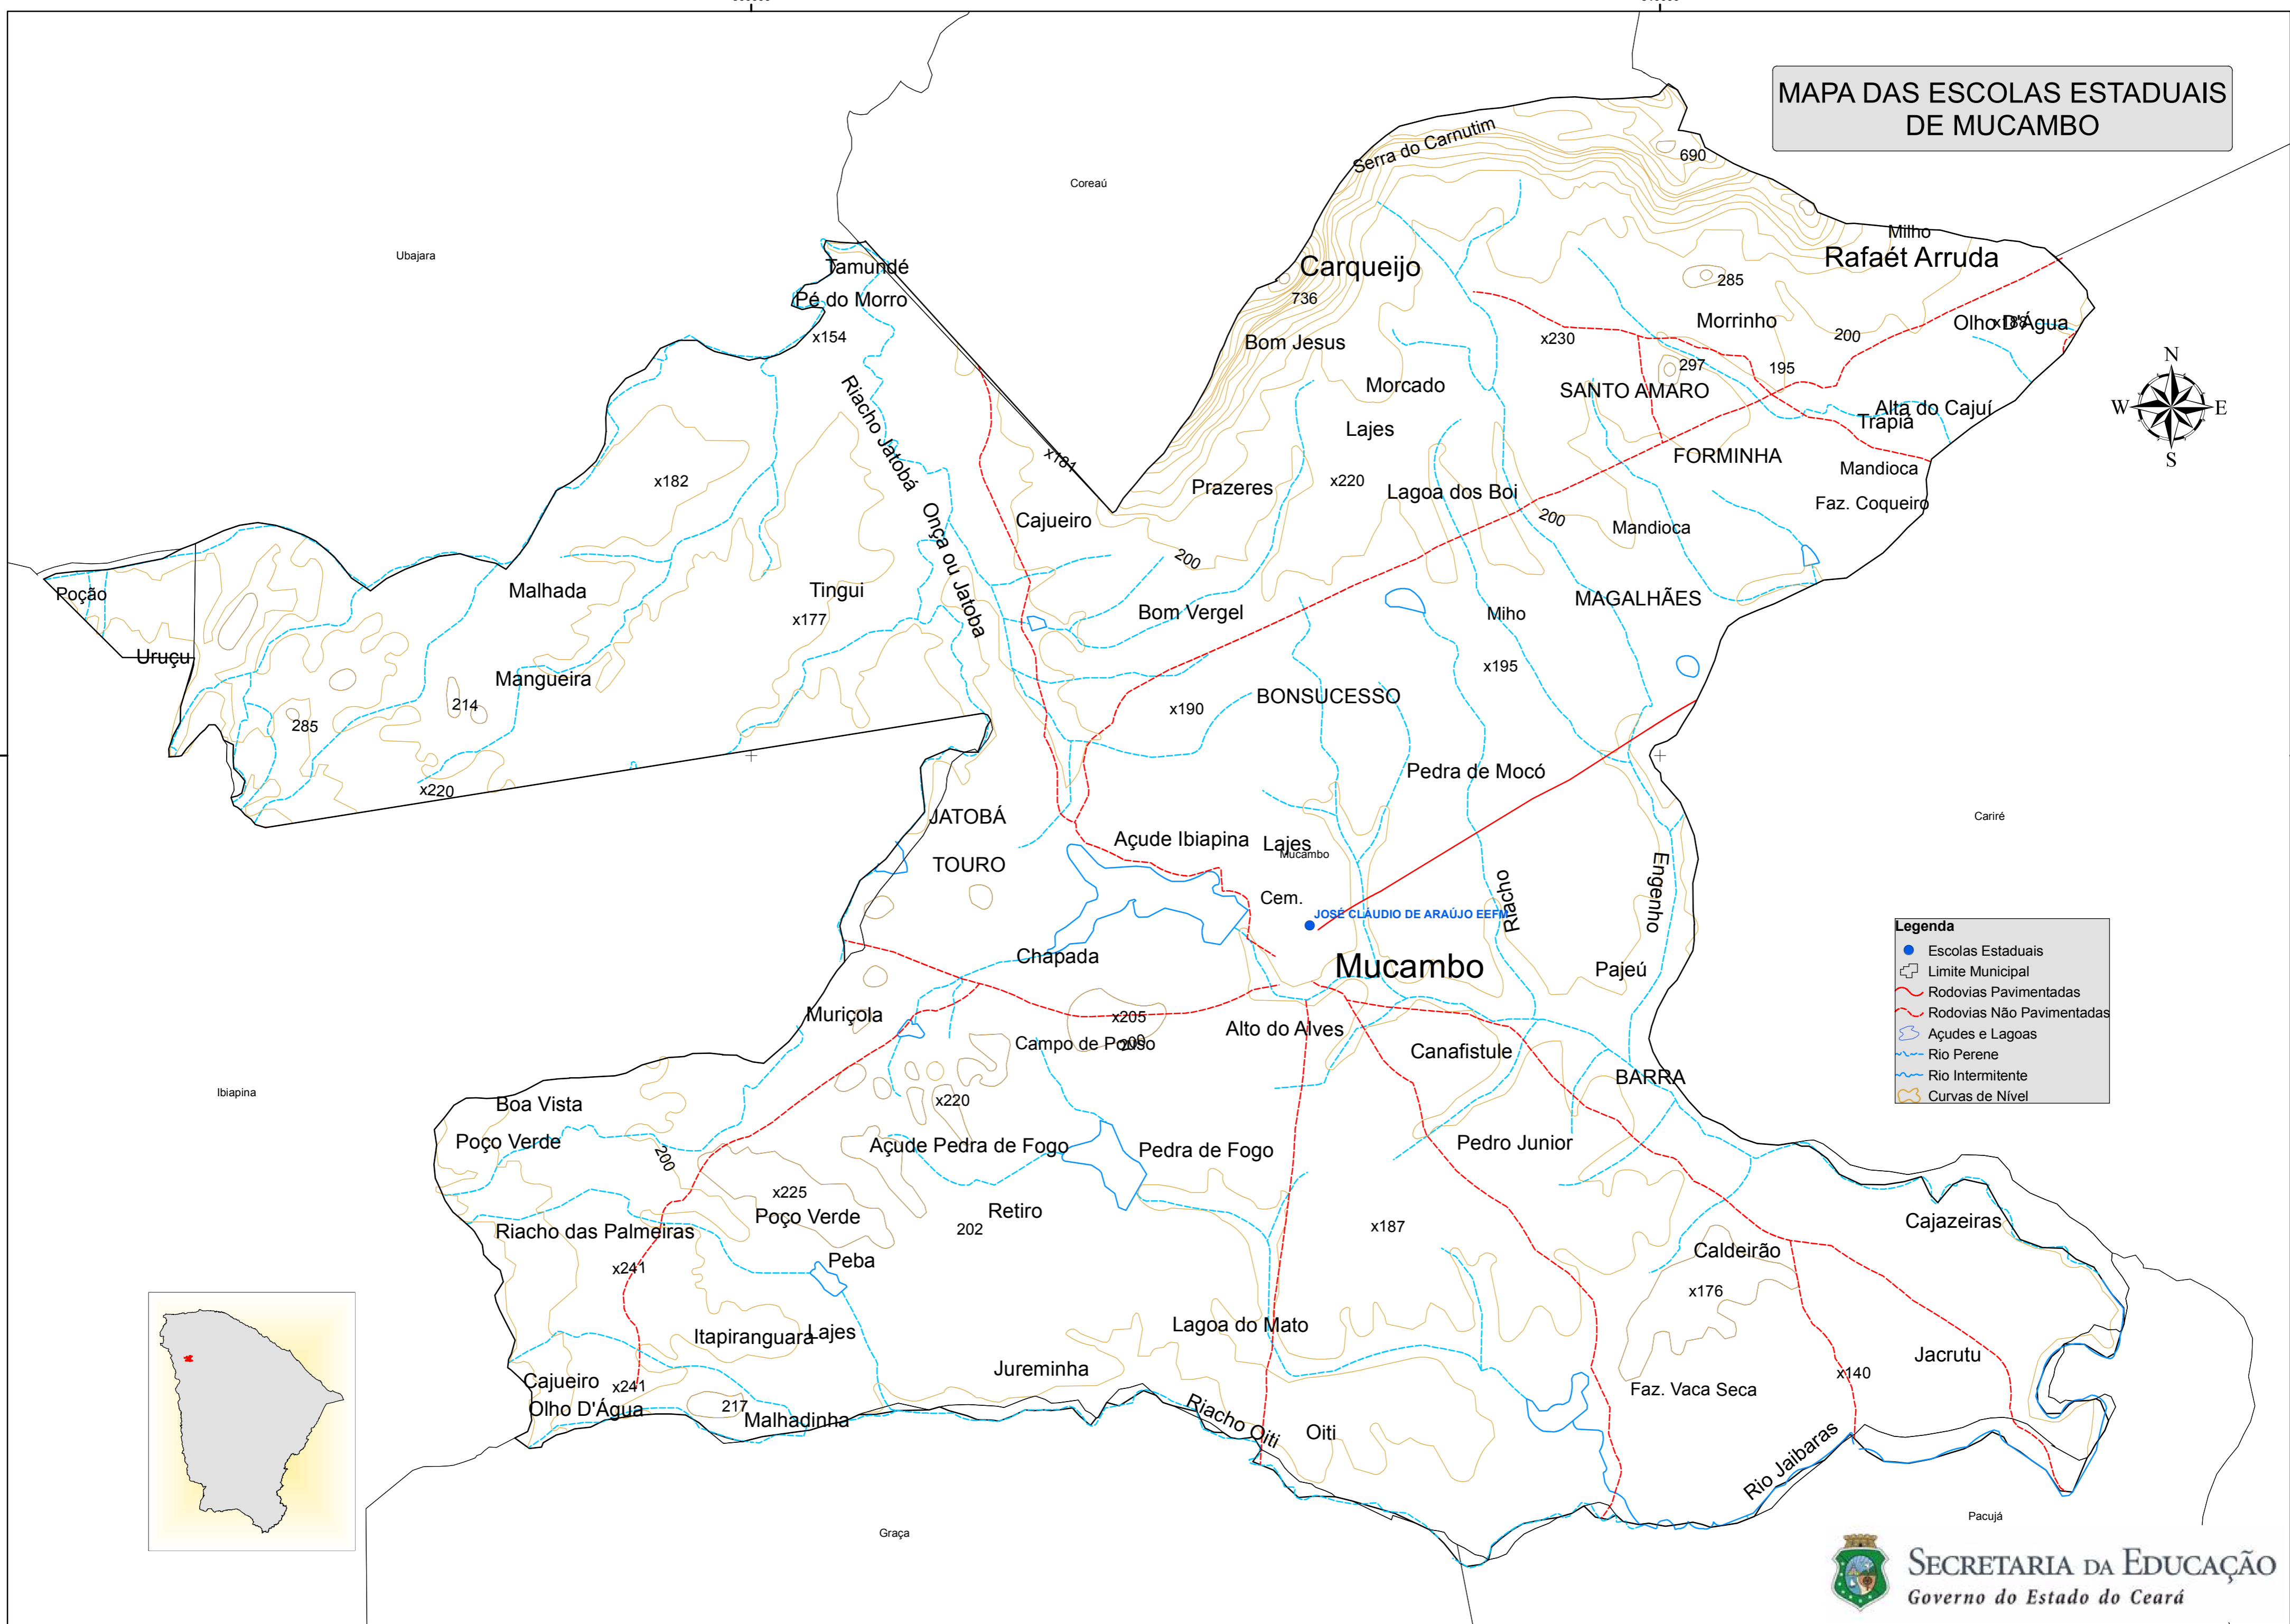 MAPA DAS ESCOLAS ESTADUAIS
DE MUCAMBO
Serra do Carnutim
690
Coreaú
Milho
Ubajara
Rafaét Arruda
Tamundé
Carqueijo
285
Pé do Morro
736
Morrinho
Olho D'Água
x188
x154
Bom Jesus
x230
200
N
297
195
Morcado
SANTO AMARO
W
E
Riacho Jatobá
Alta do Cajuí
Trapiá
Lajes
S
x181
FORMINHA
Mandioca
x182
Prazeres
x220
Lagoa dos Boi
Faz. Coqueiro
Cajueiro
200
Mandioca
Onça ou Jatoba
200
Poção
Malhada
Tingui
MAGALHÃES
Bom Vergel
Miho
x177
Uruçu
x195
Mangueira
BONSUCESSO
214
x190
285
Pedra de Mocó
x220
JATOBÁ
Cariré
Açude Ibiapina
Lajes
Mucambo
TOURO
Engenho
Cem.
Riacho
JOSÉ CLÁUDIO DE ARAÚJO EEFM
Chapada
Mucambo
Pajeú
Legenda
Escolas Estaduais
Limite Municipal
Rodovias Pavimentadas
Rodovias Não Pavimentadas
Açudes e Lagoas
Rio Perene
Rio Intermitente
Curvas de Nível
Muriçola
x205
Alto do Alves
Campo de Pouso
200
Canafistule
BARRA
Ibiapina
Boa Vista
x220
Poço Verde
Açude Pedra de Fogo
Pedra de Fogo
Pedro Junior
200
x225
Poço Verde
Retiro
202
x187
Cajazeiras
Riacho das Palmeiras
Caldeirão
Peba
x241
x176
Itapiranguara
Lajes
Lagoa do Mato
Jacrutu
Jureminha
x140
Cajueiro
x241
Faz. Vaca Seca
Olho D'Água
217
Malhadinha
Riacho Oiti
Oiti
Rio Jaibaras
Graça
Pacujá
SECRETARIA DA EDUCAÇÃO
Governo do Estado do Ceará